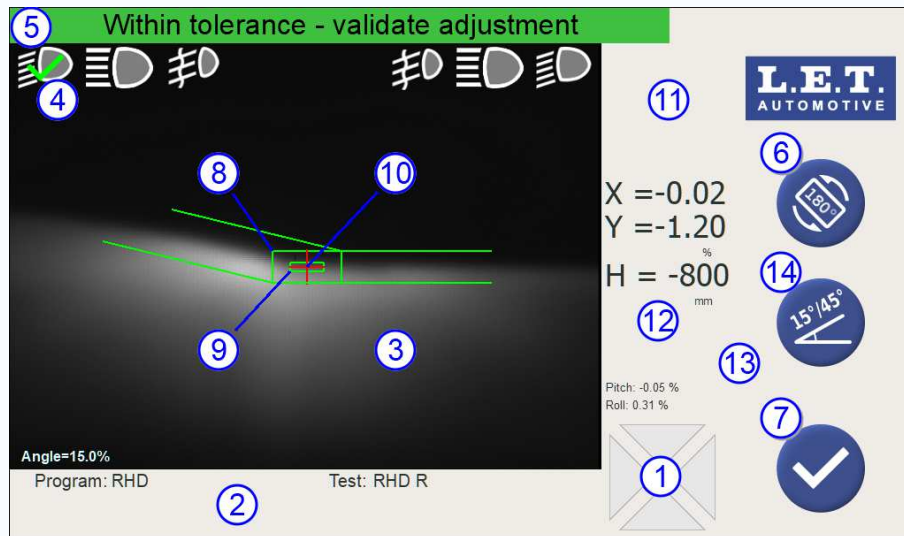 Within tolerance - validate adjustment
5
4
11
L.E.T.
AUTOMOTIVE
6
180°
8
10
X =-0.02
Y =-1.20
%
H = -800
mm
14
15°/45°
12
9
3
13
Pitch: -0.05 %
Roll: 0.31 %
7
Angle=15.0%
Program: RHD
Test: RHD R
2
1